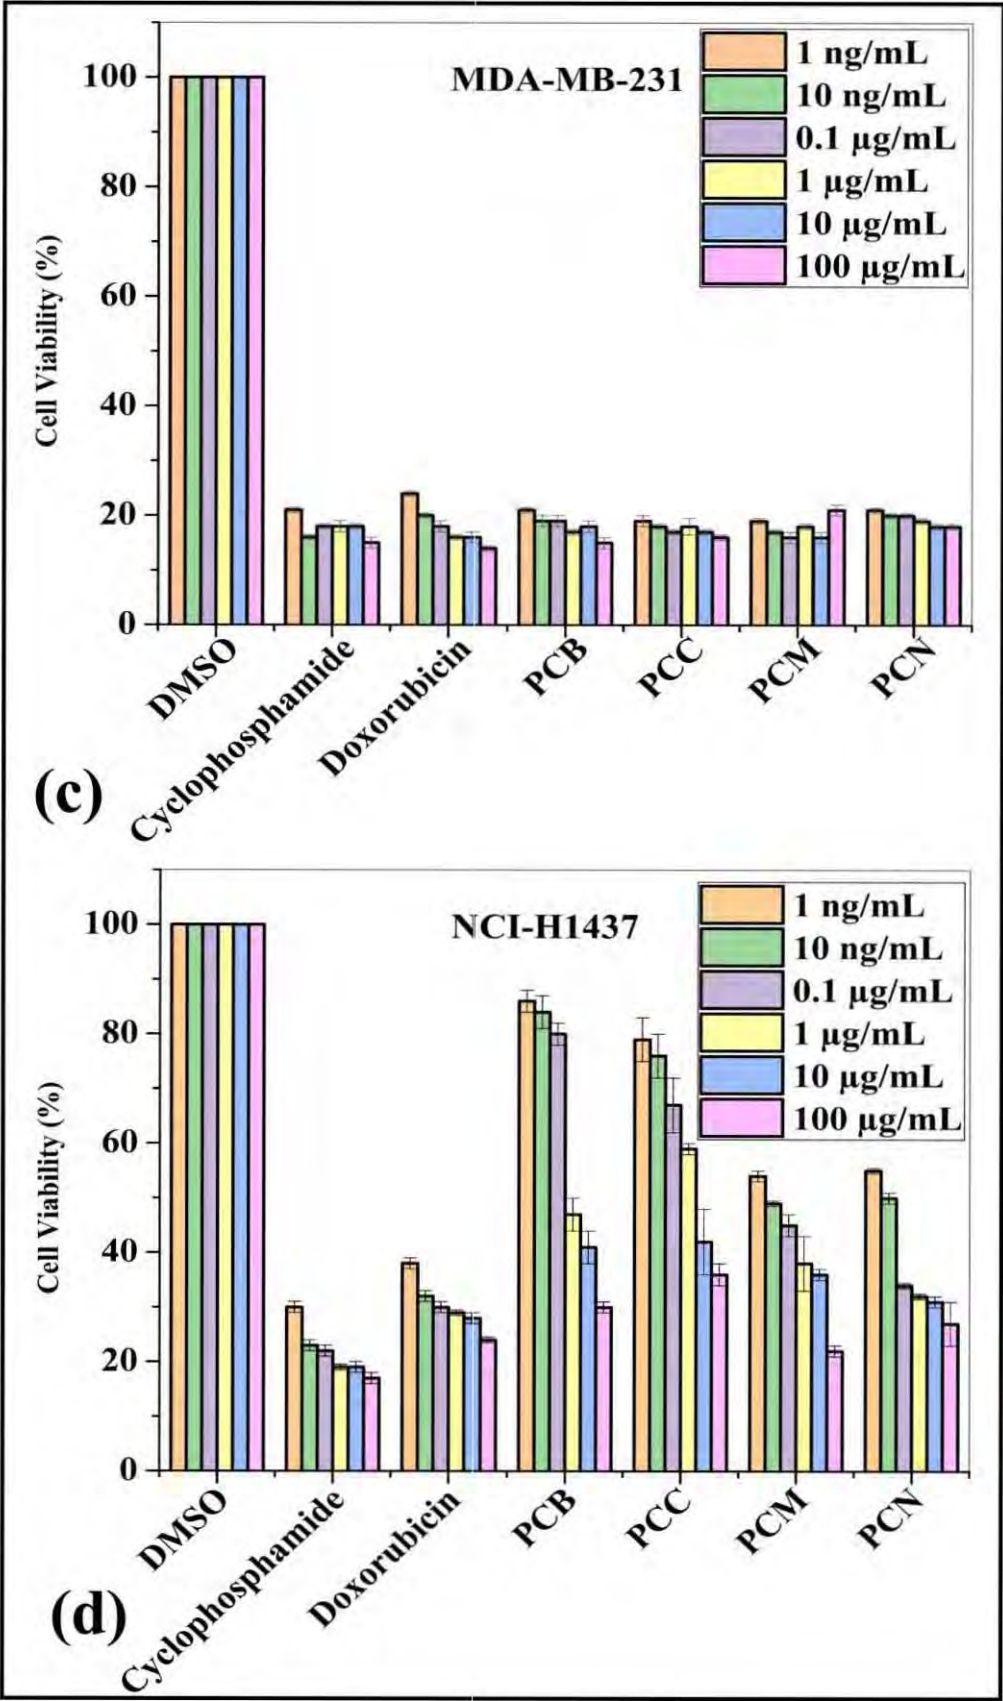 MDA-MB-231
1 ng/mL
10 ng/mL
0.1 µg/mL
1 µg/mL
10 µg/mL
100 µg/mL
Cell Viability (%)
100
80
60
40
20
0
DMSO
Cyclophosphamide
Doxorubicin
PCB
PCC
PCM
PCN
(c)
NCI-H1437
1 ng/mL
10 ng/mL
0.1 µg/mL
1 µg/mL
10 µg/mL
100 µg/mL
Cell Viability (%)
100
80
60
40
20
0
DMSO
Cyclophosphamide
Doxorubicin
PCB
PCC
PCM
PCN
(d)